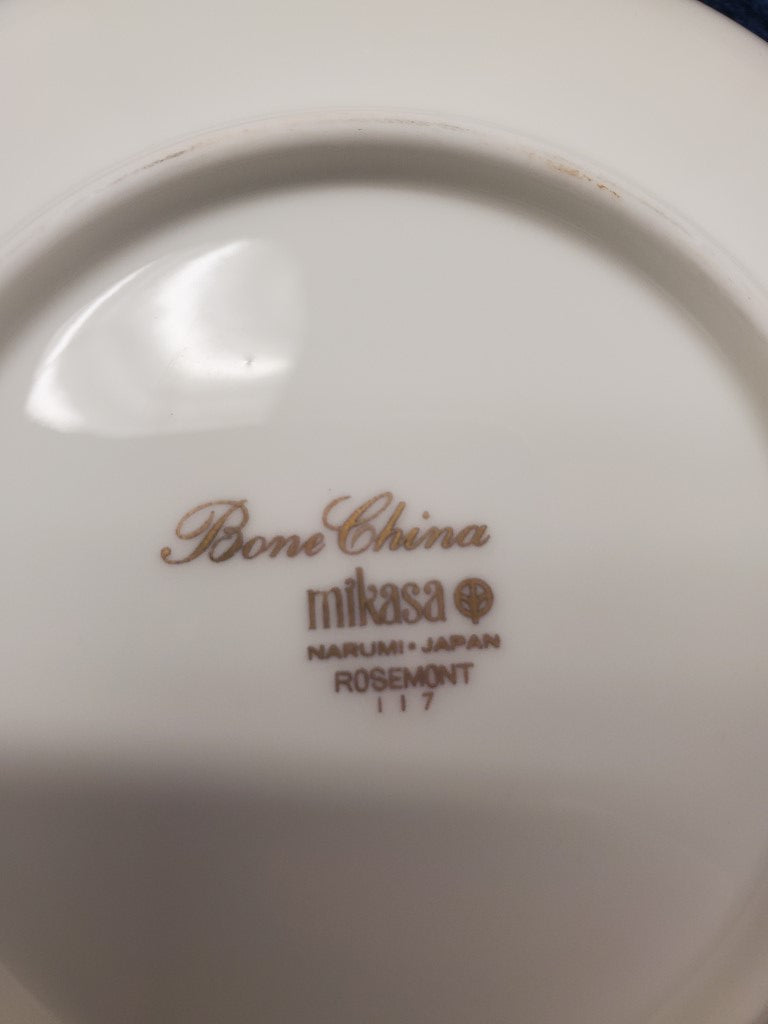 Bone China
mikasa
NARUMI • JAPAN
ROSEMONT
117